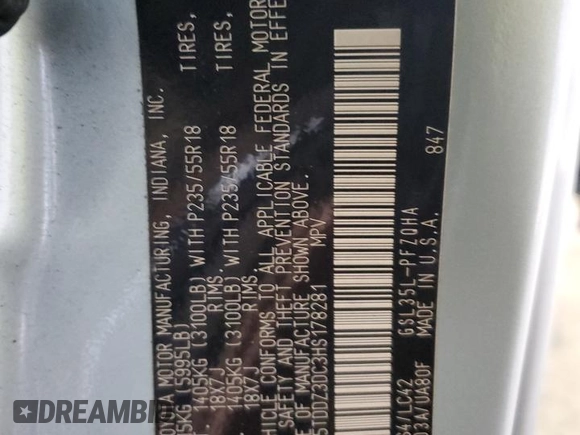 TOYOTA MOTOR MANUFACTURING, INDIANA, INC.
25KG (5995LB)
1405KG (3100LB) WITH P235/55R18 TIRES,
18X7J RIMS.
1405KG (3100LB) WITH P235/55R18 TIRES,
18X7J RIMS
VEHICLE CONFORMS TO ALL APPLICABLE FEDERAL MOTOR
SAFETY AND THEFT PREVENTION STANDARDS IN EFFE
OF MANUFACTURE SHOWN ABOVE.
5TDDZ3DC3HS178281 MPV
847
LC42 GSL35L-PFZQHA
UA80F MADE IN U.S.A.
DREAMBIDS